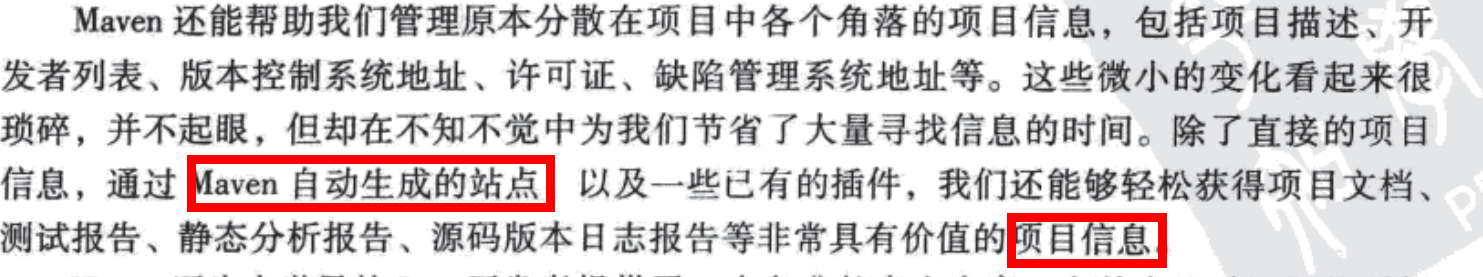 Maven 还能帮助我们管理原本分散在项目中各个角落的项目信息，包括项目描述、开
发者列表、版本控制系统地址、许可证、缺陷管理系统地址等。这些微小的变化看起来很
琐碎，并不起眼，但却在不知不觉中为我们节省了大量寻找信息的时间。除了直接的项目
信息，通过 Maven 自动生成的站点 以及一些已有的插件，我们还能够轻松获得项目文档、
测试报告、静态分析报告、源码版本日志报告等非常具有价值的项目信息